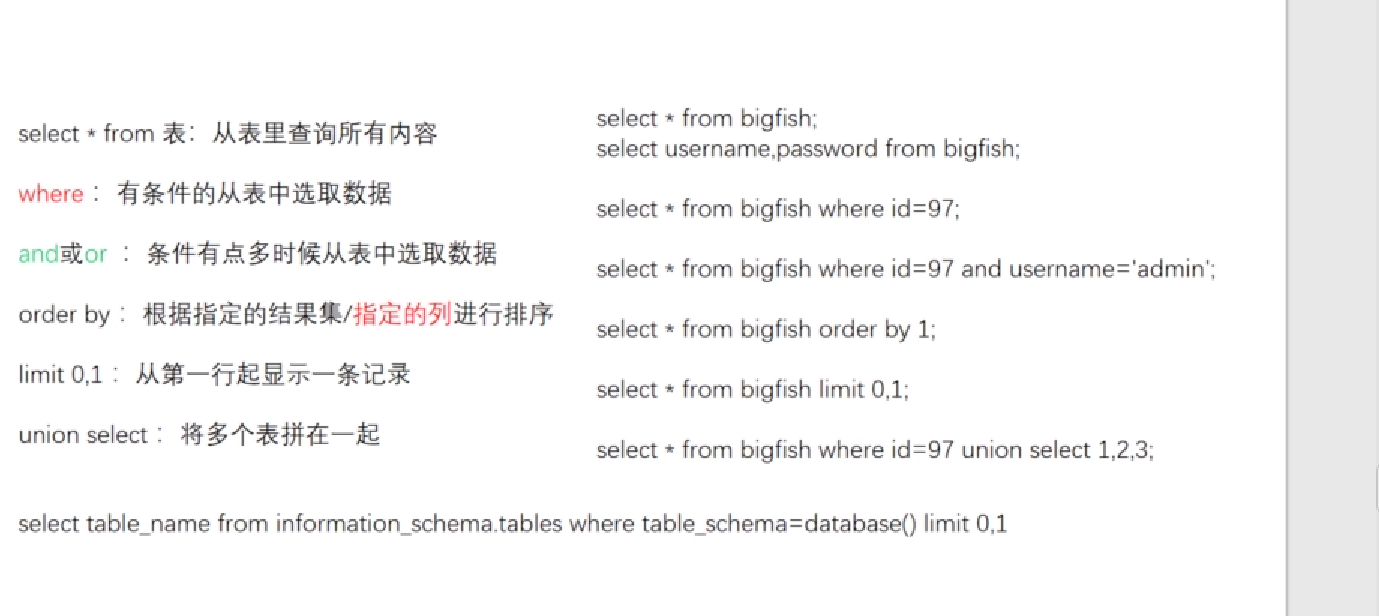 select * from 表：从表里查询所有内容
where： 有条件的从表中选取数据
and或or ： 条件有点多时候从表中选取数据
order by： 根据指定的结果集/指定的列进行排序
limit 0,1： 从第一行起显示一条记录
union select： 将多个表拼在一起
select * from bigfish;
select username,password from bigfish;
select * from bigfish where id=97;
select * from bigfish where id=97 and username='admin';
select * from bigfish order by 1;
select * from bigfish limit 0,1;
select * from bigfish where id=97 union select 1,2,3;
select table_name from information_schema.tables where table_schema=database() limit 0,1